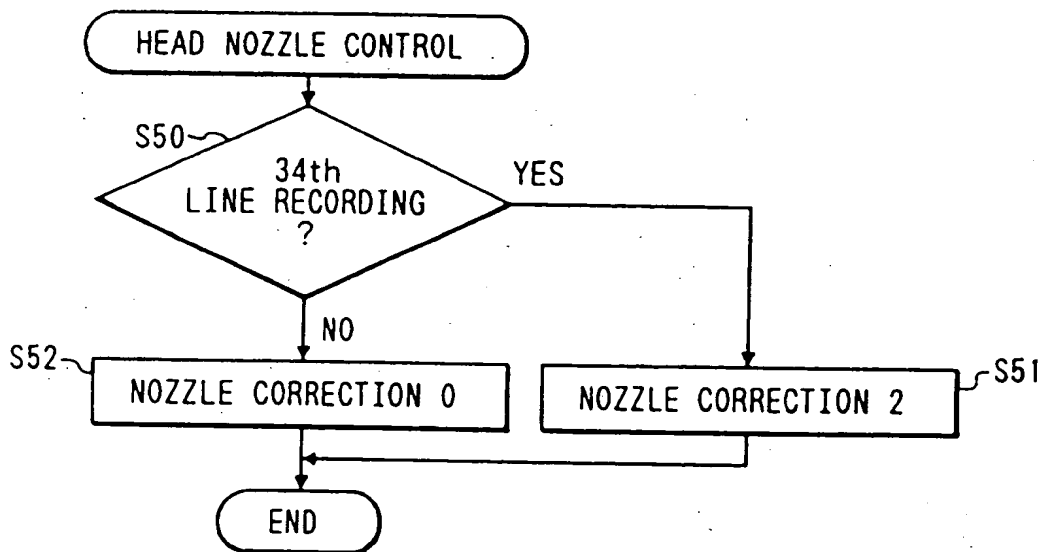 HEAD NOZZLE CONTROL
S50
34th
LINE RECORDING
?
YES
NO
S52
NOZZLE CORRECTION 0
NOZZLE CORRECTION 2
S51
END